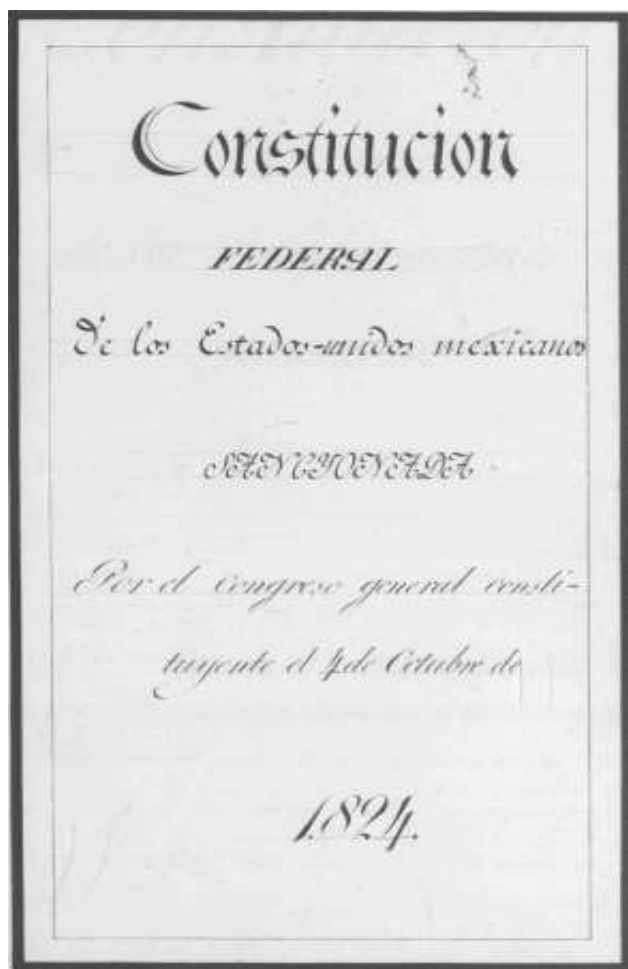 Constitucion
FEDERAL
De los Estados-unidos mexicanos
SANCIONADA
Por el congreso general consti-
tuyente el 4 de Octubre de
1824.